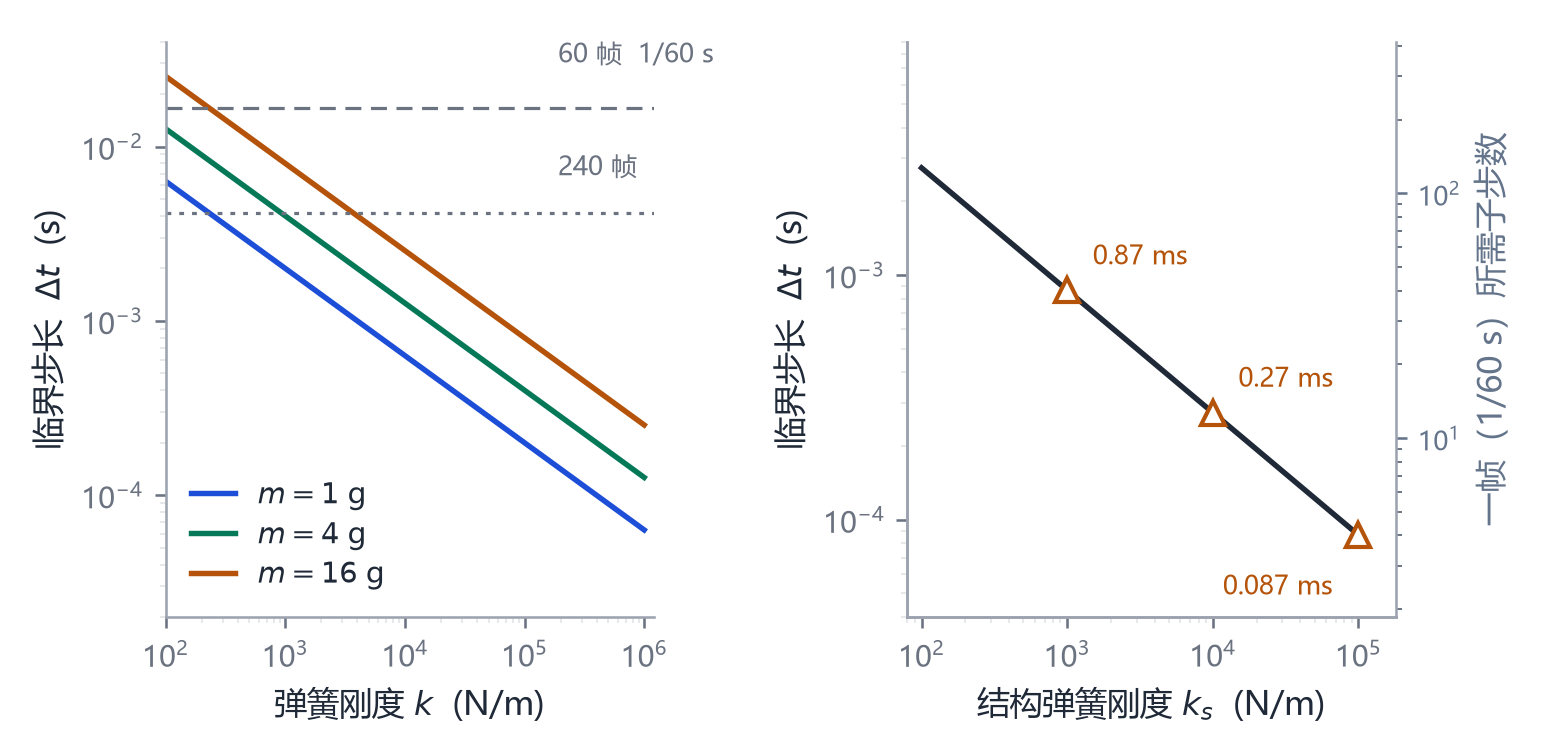 60 帧 1/60 s
240 帧
10⁻²
10⁻³
10⁻⁴
临界步长 Δt (s)
m = 1 g
m = 4 g
m = 16 g
10² 10³ 10⁴ 10⁵ 10⁶
弹簧刚度 k (N/m)
临界步长 Δt (s)
10⁻³
10⁻⁴
0.87 ms
0.27 ms
0.087 ms
10²
10¹
一帧 (1/60 s) 所需子步数
10² 10³ 10⁴ 10⁵
结构弹簧刚度 kₛ (N/m)